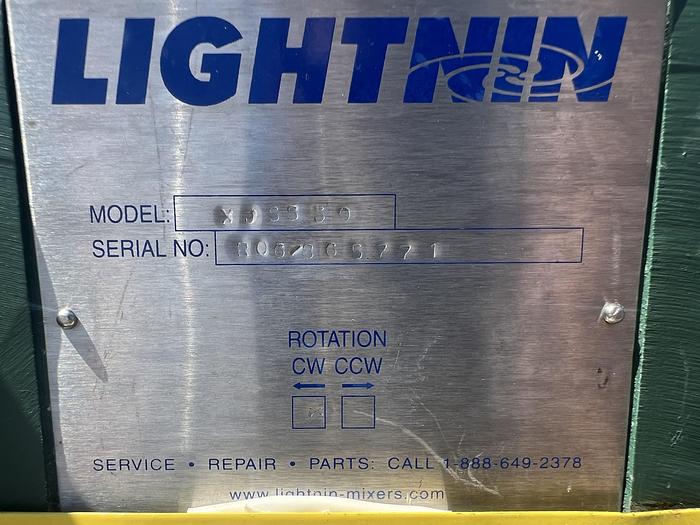 LIGHTNIN
MODEL:
SERIAL NO:
ROTATION
CW CCW
SERVICE • REPAIR • PARTS: CALL 1-888-649-2378
www.lightnin-mixers.com